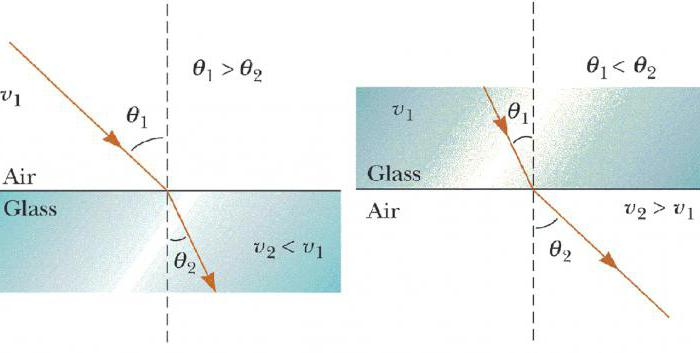 θ1 > θ2
v1
θ1
Air
Glass
v2 < v1
θ2
θ1 < θ2
v1
θ1
Glass
Air
v2 > v1
θ2